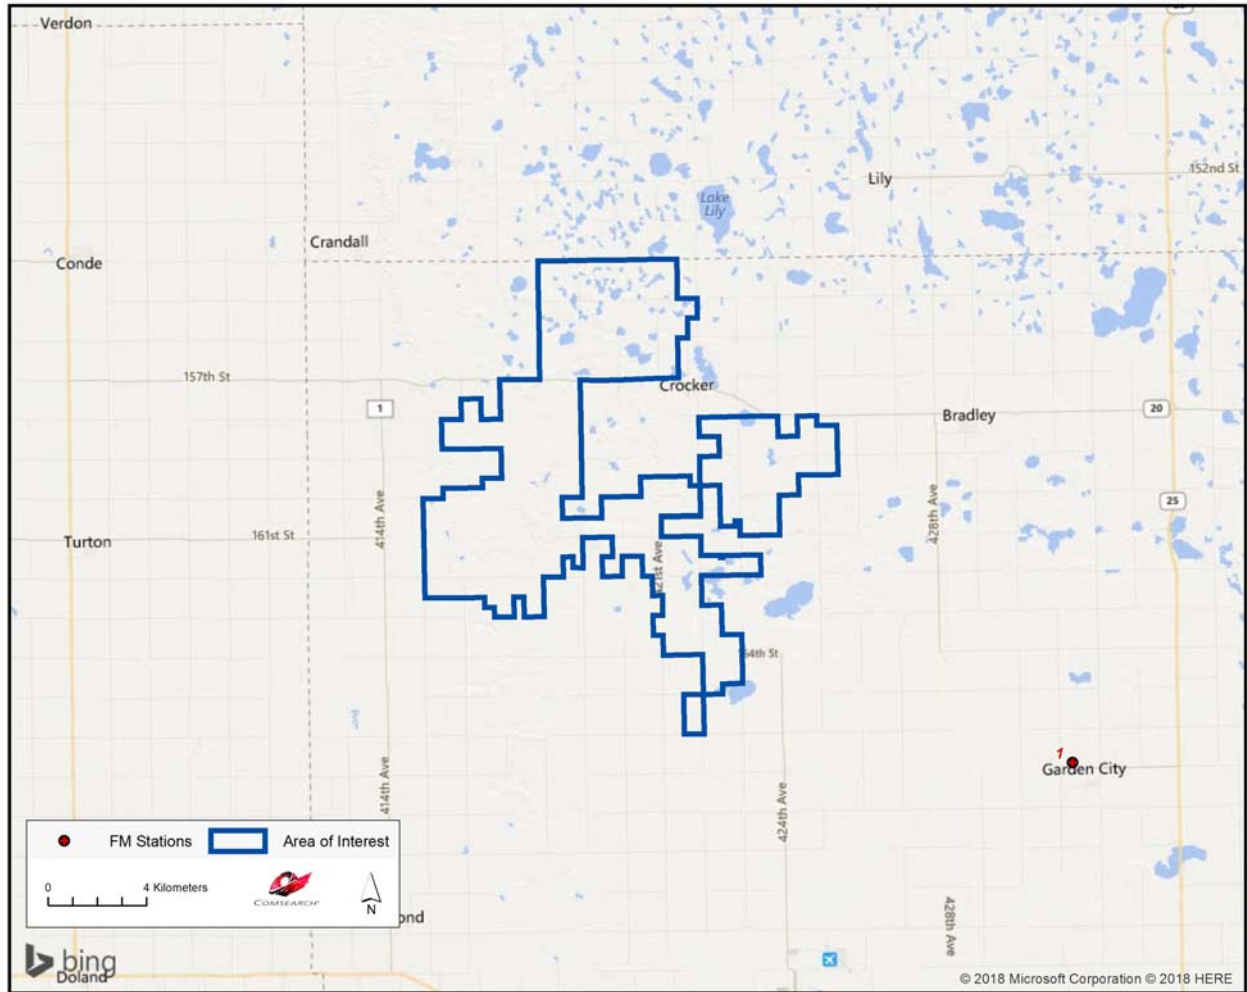 Verdon
152nd St
Lily
Lake
Lily
Crandall
Conde
157th St
Crocker
1
20
Bradley
25
414th Ave
428th Ave
161st St
Turton
421st Ave
164th St
1
Garden City
414th Ave
424th Ave
FM Stations
Area of Interest
0
4 Kilometers
COMSEARCH
N
428th Ave
bing
Doland
© 2018 Microsoft Corporation © 2018 HERE